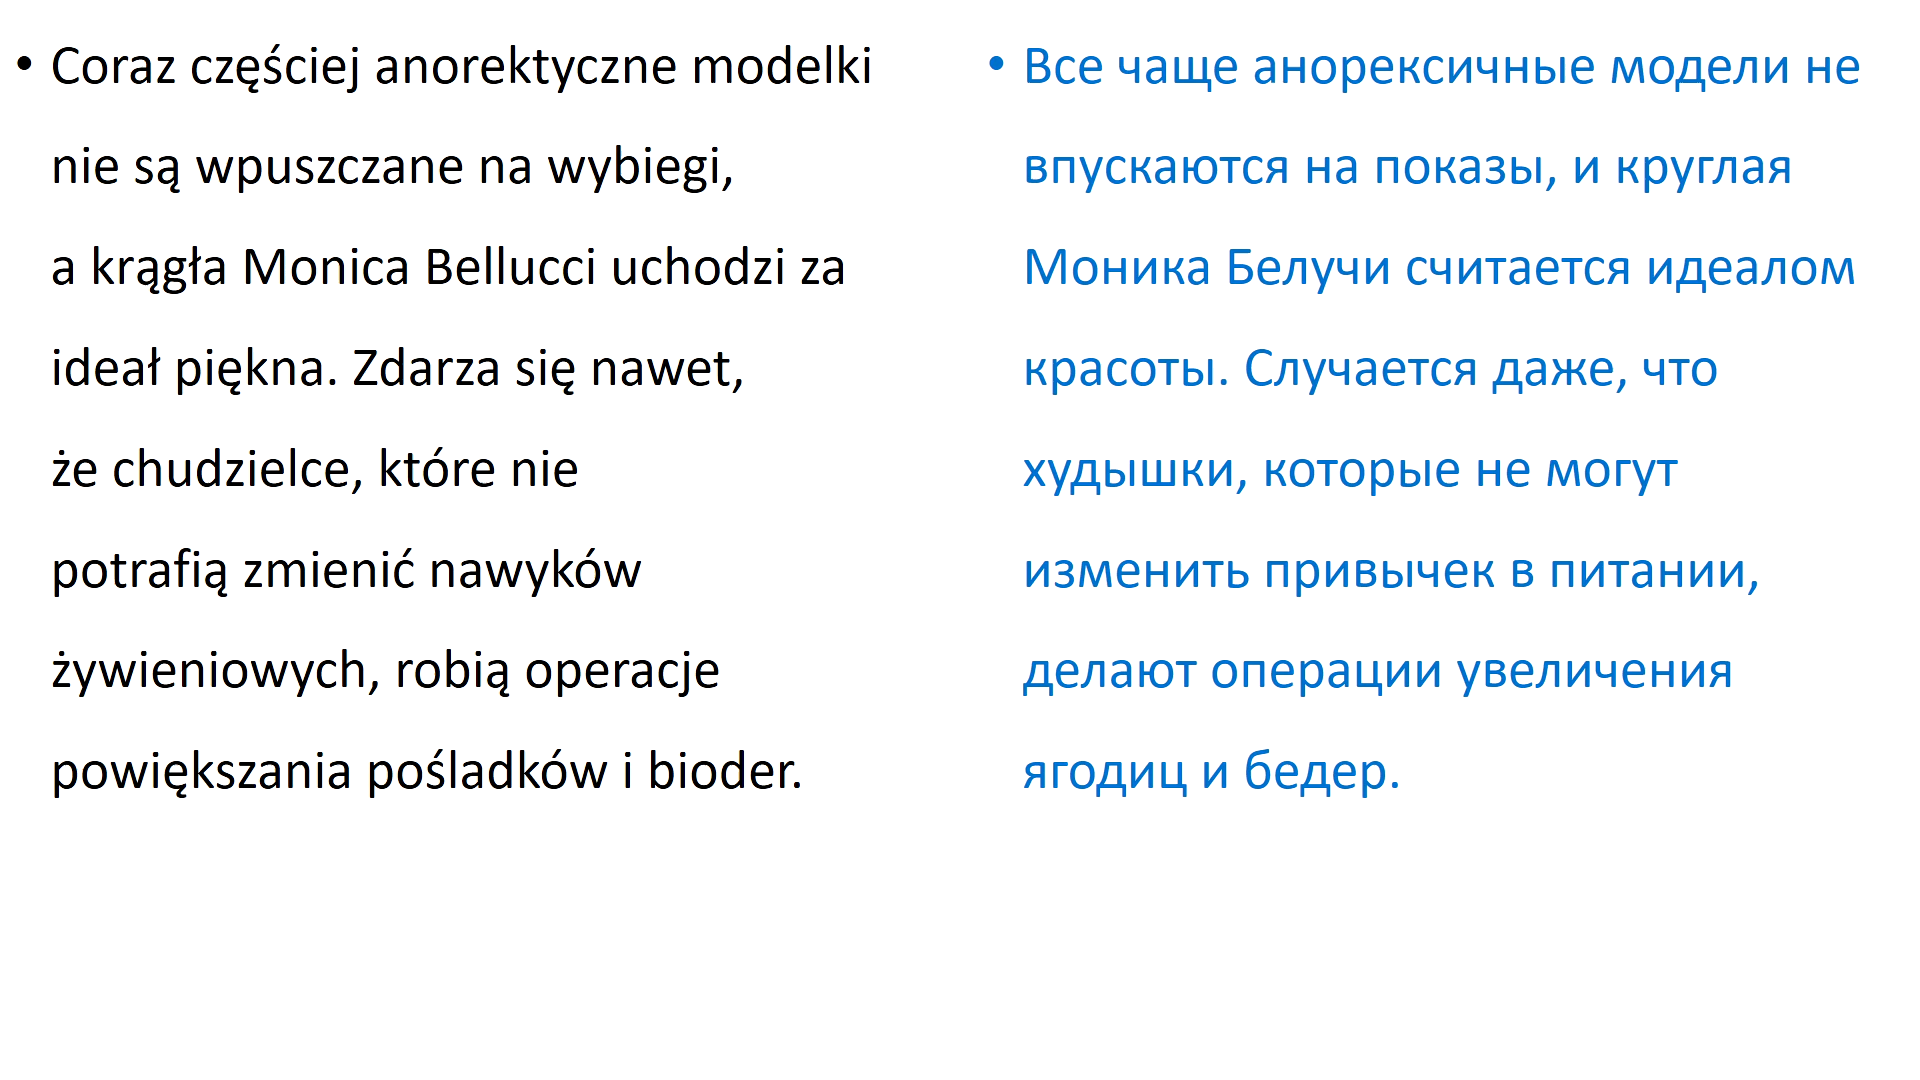 • Coraz częściej anorektyczne modelki
nie są wpuszczane na wybiegi,
a krągła Monica Bellucci uchodzi za
ideał piękna. Zdarza się nawet,
że chudzielce, które nie
potrafią zmienić nawyków
żywieniowych, robią operacje
powiększania pośladków i bioder.
• Все чаще анорексичные модели не
впускаются на показы, и круглая
Моника Белучи считается идеалом
красоты. Случается даже, что
худышки, которые не могут
изменить привычек в питании,
делают операции увеличения
ягодиц и бедер.